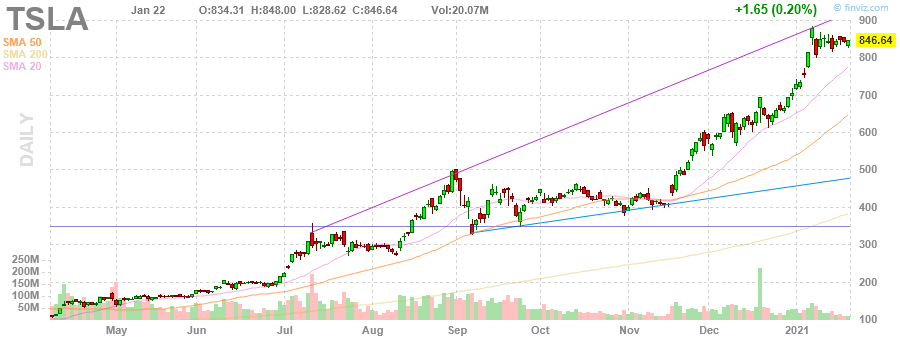 TSLA Jan 22 O:834.31 H:848.00 L:828.62 C:846.64 Vol:20.07M +1.65 (0.20%) © finviz.com
SMA 50
SMA 200
SMA 20
DAILY
900
846.64
800
700
600
500
400
300
200
100
250M
200M
150M
100M
50M
May Jun Jul Aug Sep Oct Nov Dec 2021